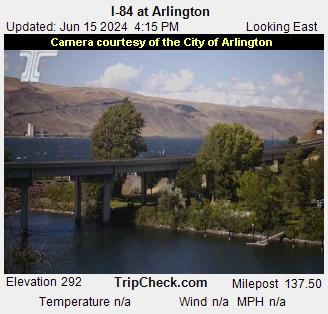 I-84 at Arlington
Updated: Jun 15 2024 4:15 PM Looking East
Camera courtesy of the City of Arlington
Elevation 292 TripCheck.com Milepost 137.50
Temperature n/a Wind n/a MPH n/a